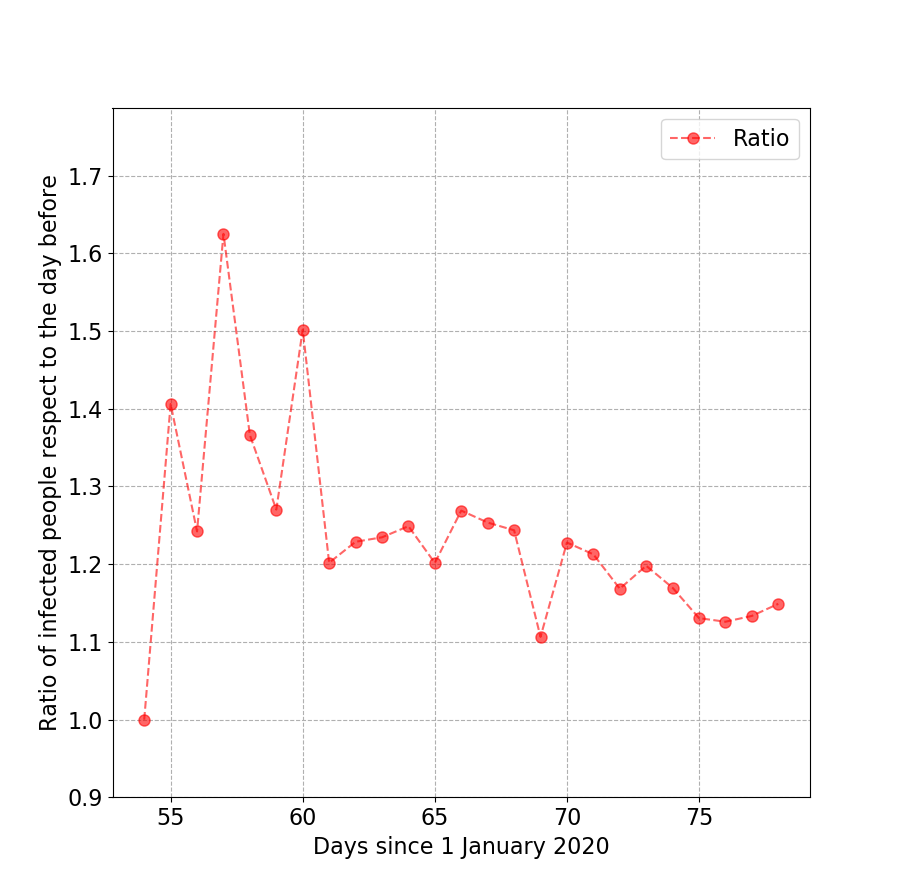 Ratio
Ratio of infected people respect to the day before
1.7
1.6
1.5
1.4
1.3
1.2
1.1
1.0
0.9
55 60 65 70 75
Days since 1 January 2020